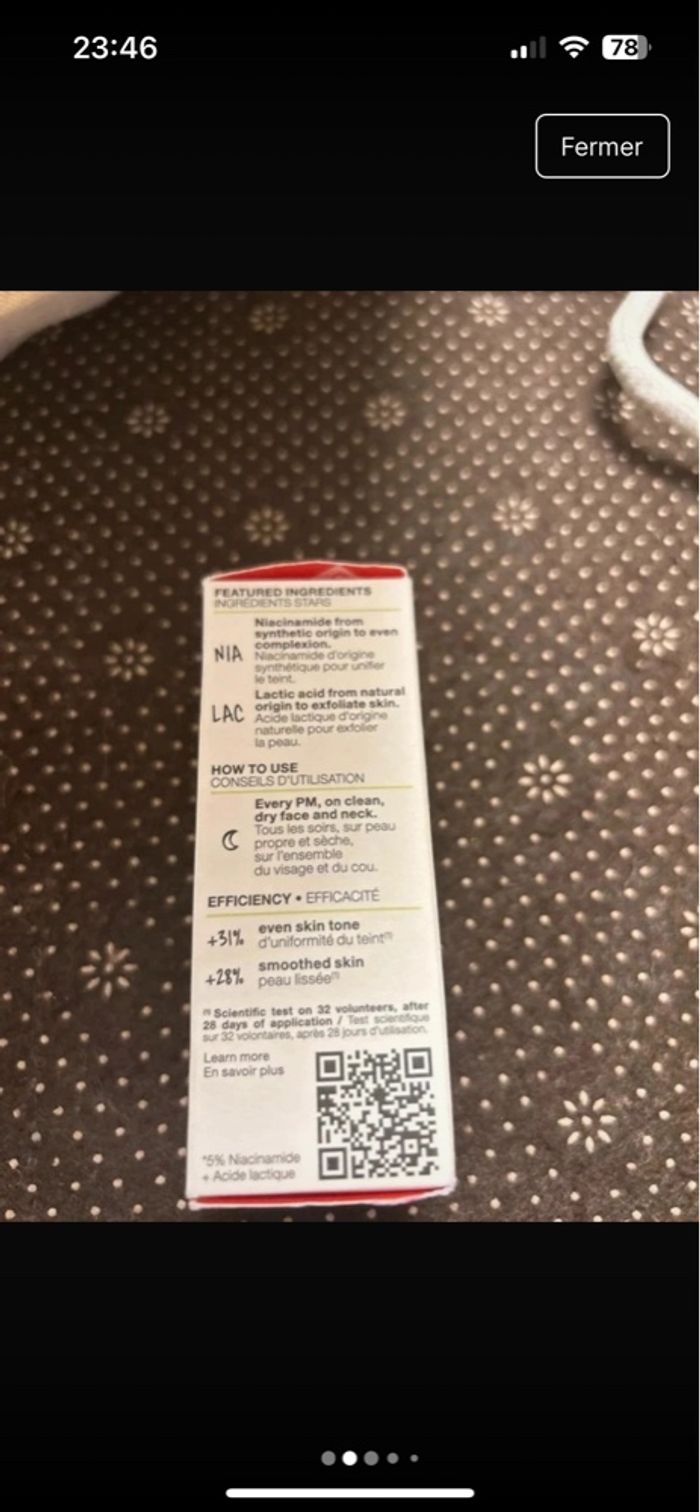 23:46
78
Fermer
FEATURED INGREDIENTS
INGRÉDIENTS STARS
NIA
Niacinamide from
synthetic origin to even
complexion.
Niacinamide d'origine
synthétique pour unifier
le teint.
LAC
Lactic acid from natural
origin to exfoliate skin.
Acide lactique d'origine
naturelle pour exfolier
la peau.
HOW TO USE
CONSEILS D'UTILISATION
Every PM, on clean,
dry face and neck.
Tous les soirs, sur peau
propre et sèche,
sur l'ensemble
du visage et du cou.
EFFICIENCY • EFFICACITÉ
+31% even skin tone
d'uniformité du teint(1)
+28% smoothed skin
peau lissée(1)
(1) Scientific test on 32 volunteers, after
28 days of application / Test scientifique
sur 32 volontaires, après 28 jours d'utilisation.
Learn more
En savoir plus
*5% Niacinamide
+ Acide lactique